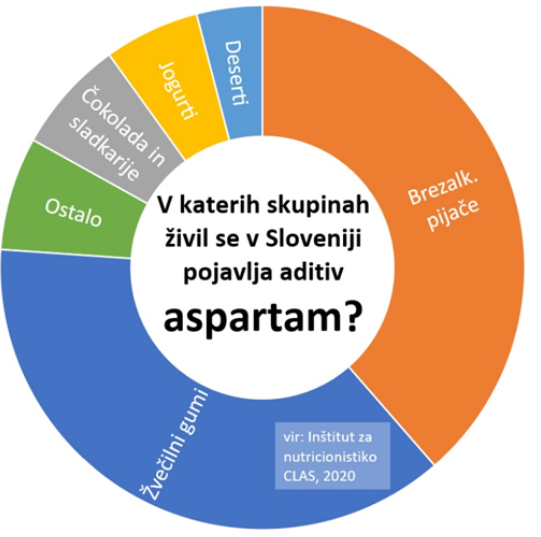 Deserti
Jogurti
Čokolada in
sladkarije
Ostalo
Brezalk.
pijače
V katerih skupinah
živil se v Sloveniji
pojavlja aditiv
aspartam?
Žvečilni gumi
vir: Inštitut za
nutricionistiko
CLAS, 2020